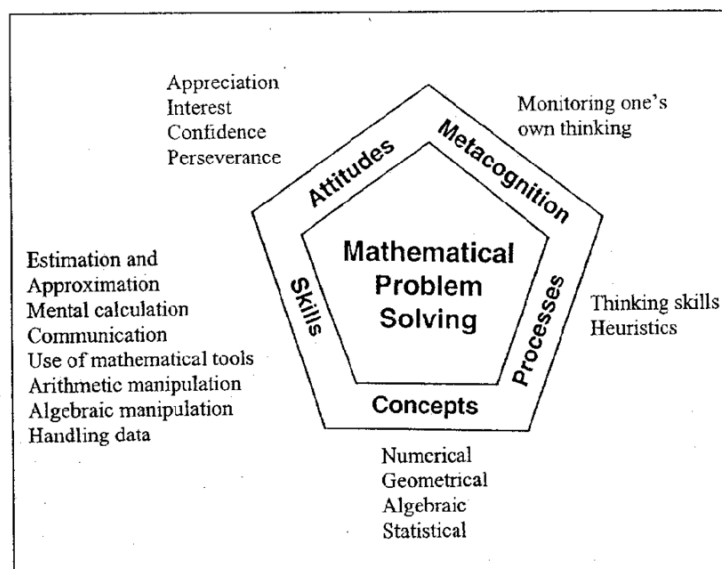 Appreciation
Interest
Confidence
Perseverance
Attitudes
Metacognition
Monitoring one's
own thinking
Mathematical
Problem
Solving
Skills
Estimation and
Approximation
Mental calculation
Communication
Use of mathematical tools
Arithmetic manipulation
Algebraic manipulation
Handling data
Processes
Thinking skills
Heuristics
Concepts
Numerical
Geometrical
Algebraic
Statistical